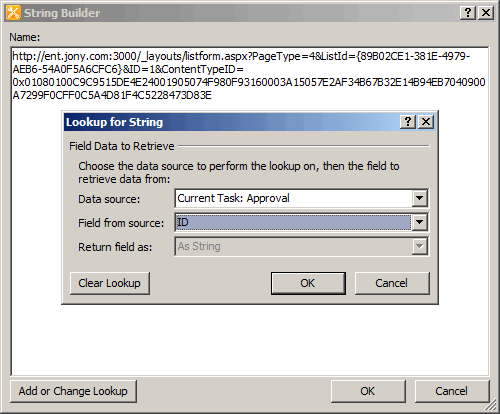 String Builder
Name:
http://ent.jony.com:3000/_layouts/listform.aspx?PageType=4&ListId={89B02CE1-381E-4979-
AEB6-54A0F5A6CFC6}&ID=1&ContentTypeID=
0x01080100C9C9515DE4E24001905074F980F93160003A15057E2AF34B67B32E14B94EB7040900
A7299F0CFF0C5A4D81F4C5228473D83E
Lookup for String
Field Data to Retrieve
Choose the data source to perform the lookup on, then the field to
retrieve data from:
Data source:
Current Task: Approval
Field from source:
ID
Return field as:
As String
Clear Lookup
OK
Cancel
Add or Change Lookup
OK
Cancel